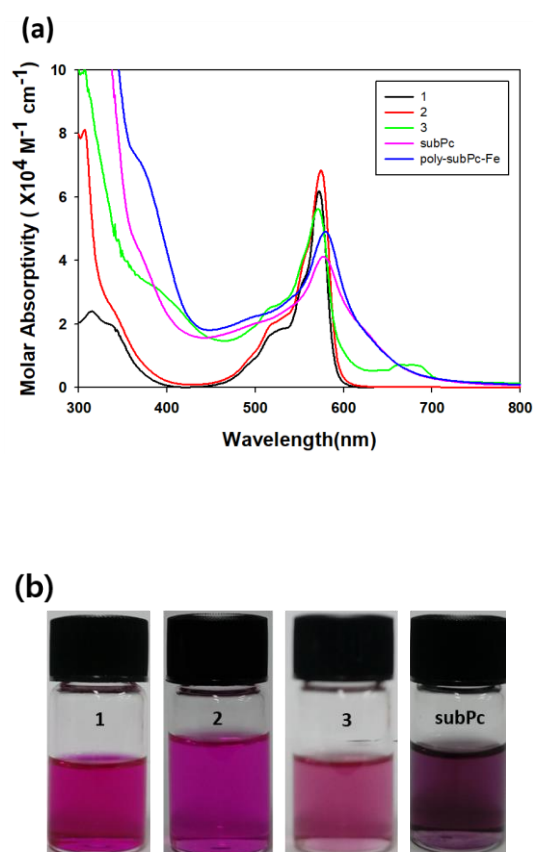 (a)
10
8
6
4
2
0
Molar Absorptivity ( X10⁴ M⁻¹ cm⁻¹)
1
2
3
subPc
poly-subPc-Fe
300 400 500 600 700 800
Wavelength(nm)
(b)
1 2 3 subPc